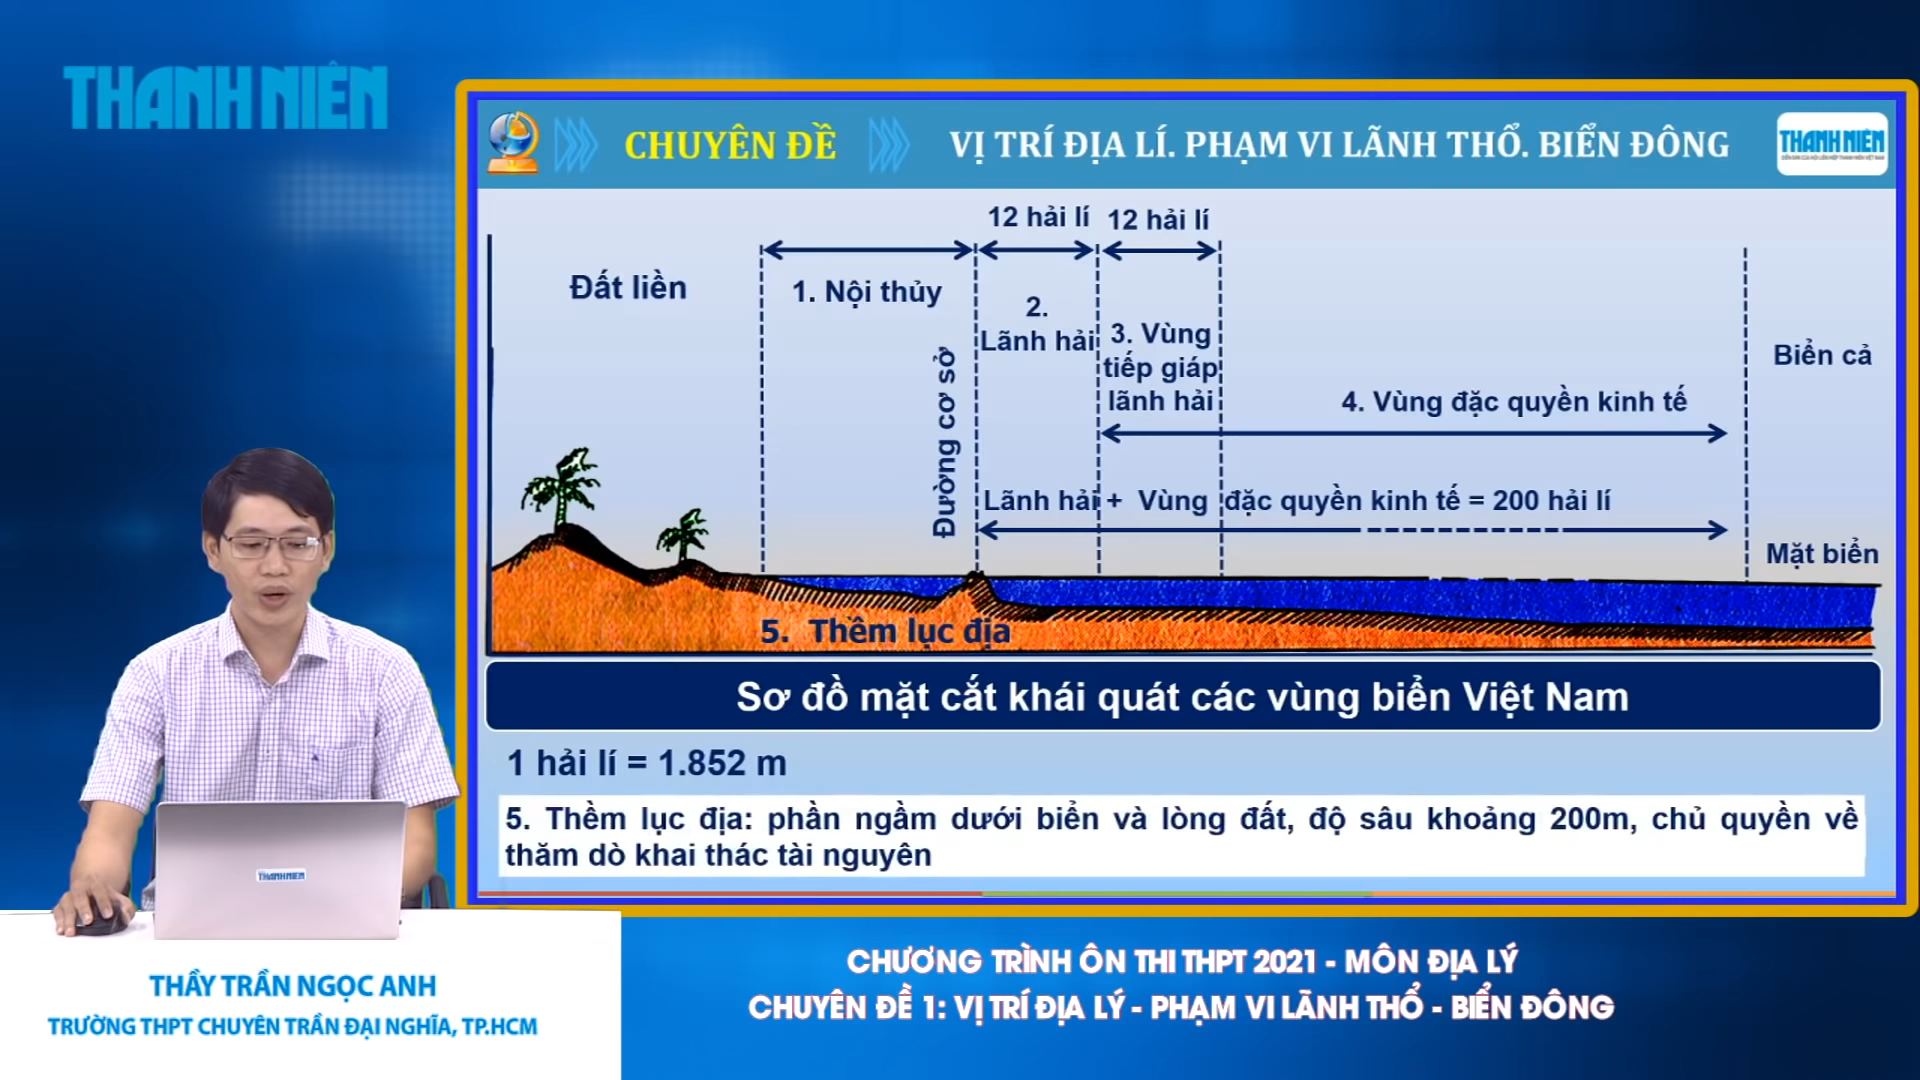 THANH NIÊN
CHUYÊN ĐỀ
VỊ TRÍ ĐỊA LÍ. PHẠM VI LÃNH THỔ. BIỂN ĐÔNG
THANH NIÊN
12 hải lí
12 hải lí
Đất liền
1. Nội thủy
2.
Lãnh hải
3. Vùng
tiếp giáp
lãnh hải
Biển cả
4. Vùng đặc quyền kinh tế
Đường cơ sở
Lãnh hải + Vùng đặc quyền kinh tế = 200 hải lí
Mặt biển
5. Thềm lục địa
Sơ đồ mặt cắt khái quát các vùng biển Việt Nam
1 hải lí = 1.852 m
5. Thềm lục địa: phần ngầm dưới biển và lòng đất, độ sâu khoảng 200m, chủ quyền về
thăm dò khai thác tài nguyên
THANH NIÊN
THẦY TRẦN NGỌC ANH
TRƯỜNG THPT CHUYÊN TRẦN ĐẠI NGHĨA, TP.HCM
CHƯƠNG TRÌNH ÔN THI THPT 2021 - MÔN ĐỊA LÝ
CHUYÊN ĐỀ 1: VỊ TRÍ ĐỊA LÝ - PHẠM VI LÃNH THỔ - BIỂN ĐÔNG